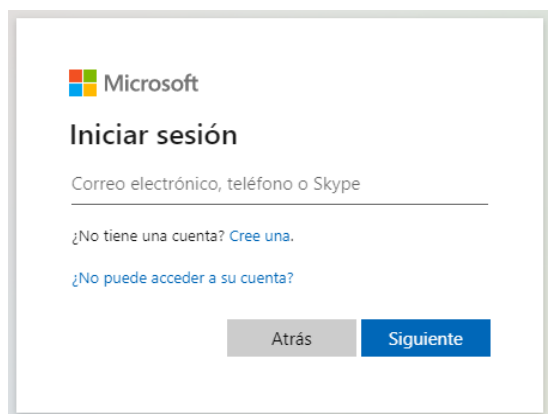 Microsoft
Iniciar sesión
Correo electrónico, teléfono o Skype
¿No tiene una cuenta? Cree una.
¿No puede acceder a su cuenta?
Atrás Siguiente